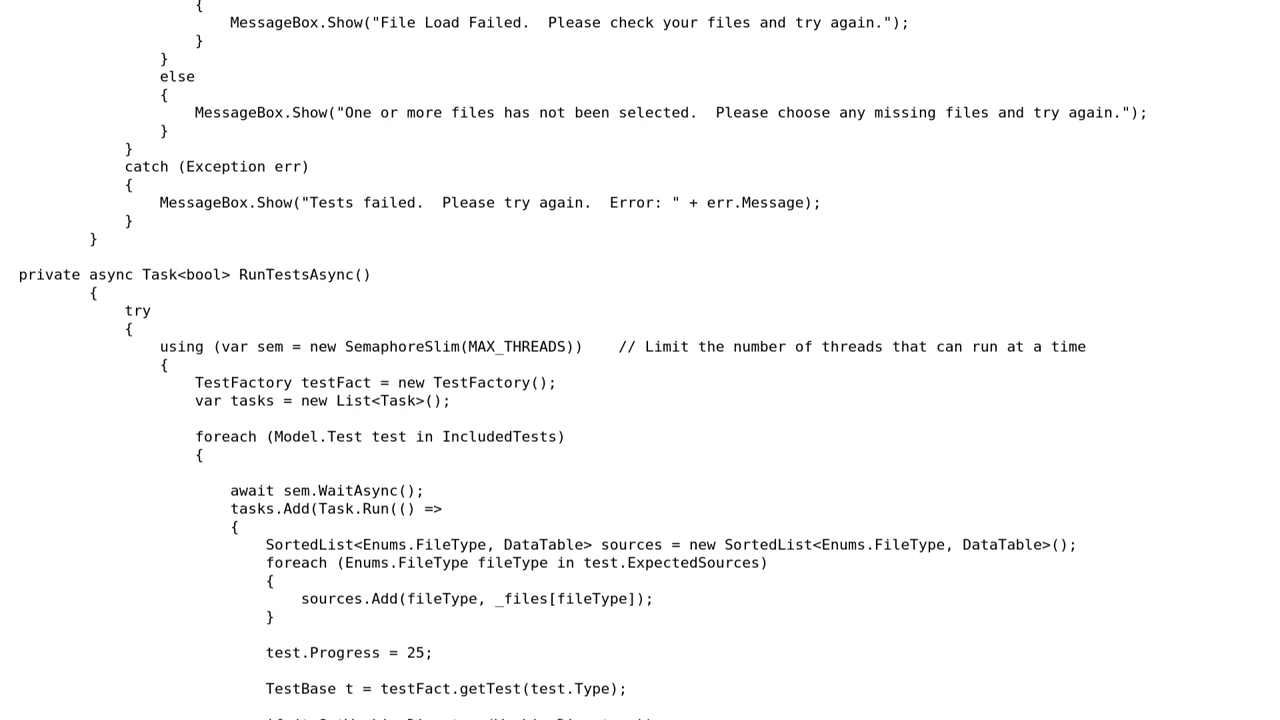 {
MessageBox.Show("File Load Failed.  Please check your files and try again.");
}
}
else
{
MessageBox.Show("One or more files has not been selected.  Please choose any missing files and try again.");
}
}
catch (Exception err)
{
MessageBox.Show("Tests failed.  Please try again.  Error: " + err.Message);
}
}
private async Task<bool> RunTestsAsync()
{
try
{
using (var sem = new SemaphoreSlim(MAX_THREADS))    // Limit the number of threads that can run at a time
{
TestFactory testFact = new TestFactory();
var tasks = new List<Task>();
foreach (Model.Test test in IncludedTests)
{
await sem.WaitAsync();
tasks.Add(Task.Run(() =>
{
SortedList<Enums.FileType, DataTable> sources = new SortedList<Enums.FileType, DataTable>();
foreach (Enums.FileType fileType in test.ExpectedSources)
{
sources.Add(fileType, _files[fileType]);
}
test.Progress = 25;
TestBase t = testFact.getTest(test.Type);